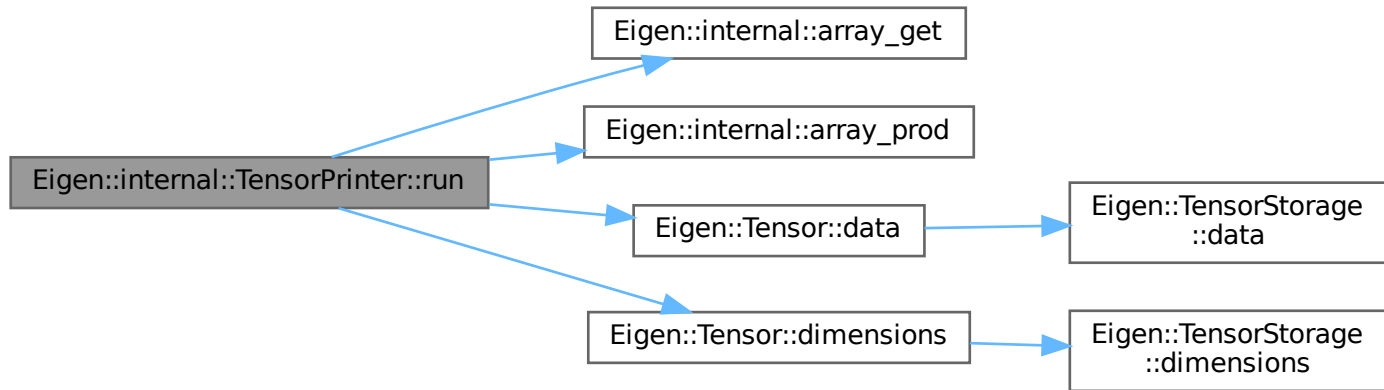 Eigen::internal::TensorPrinter::run
Eigen::internal::array_get
Eigen::internal::array_prod
Eigen::Tensor::data
Eigen::TensorStorage
::data
Eigen::Tensor::dimensions
Eigen::TensorStorage
::dimensions